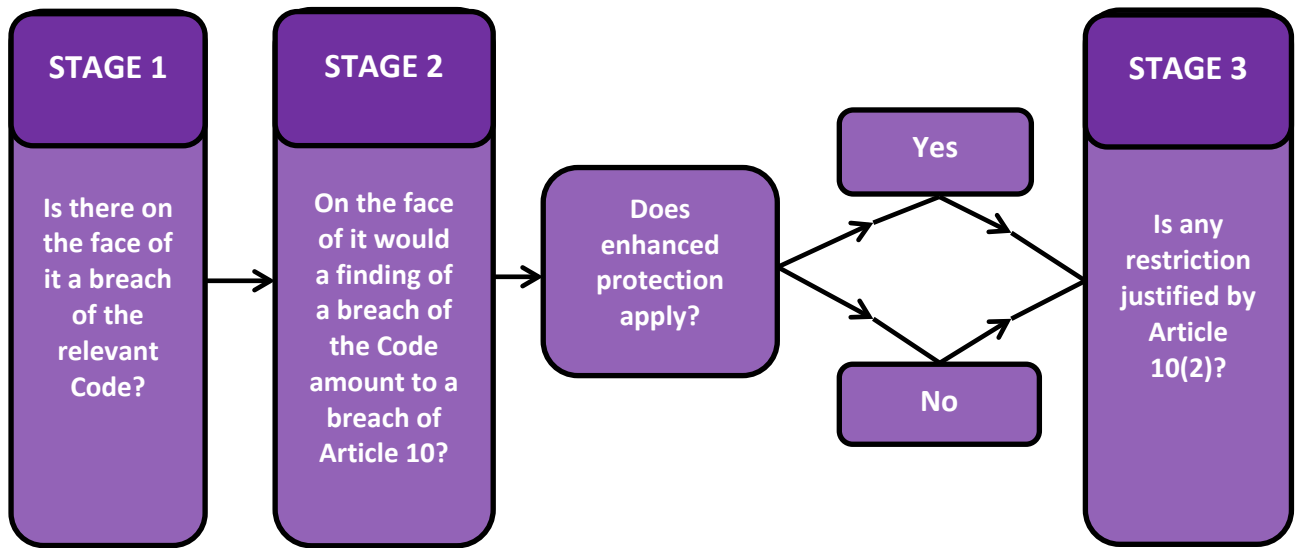 STAGE 1
Is there on
the face of
it a breach
of the
relevant
Code?
STAGE 2
On the face
of it would
a finding of
a breach of
the Code
amount to a
breach of
Article 10?
Does
enhanced
protection
apply?
Yes
No
STAGE 3
Is any
restriction
justified by
Article
10(2)?